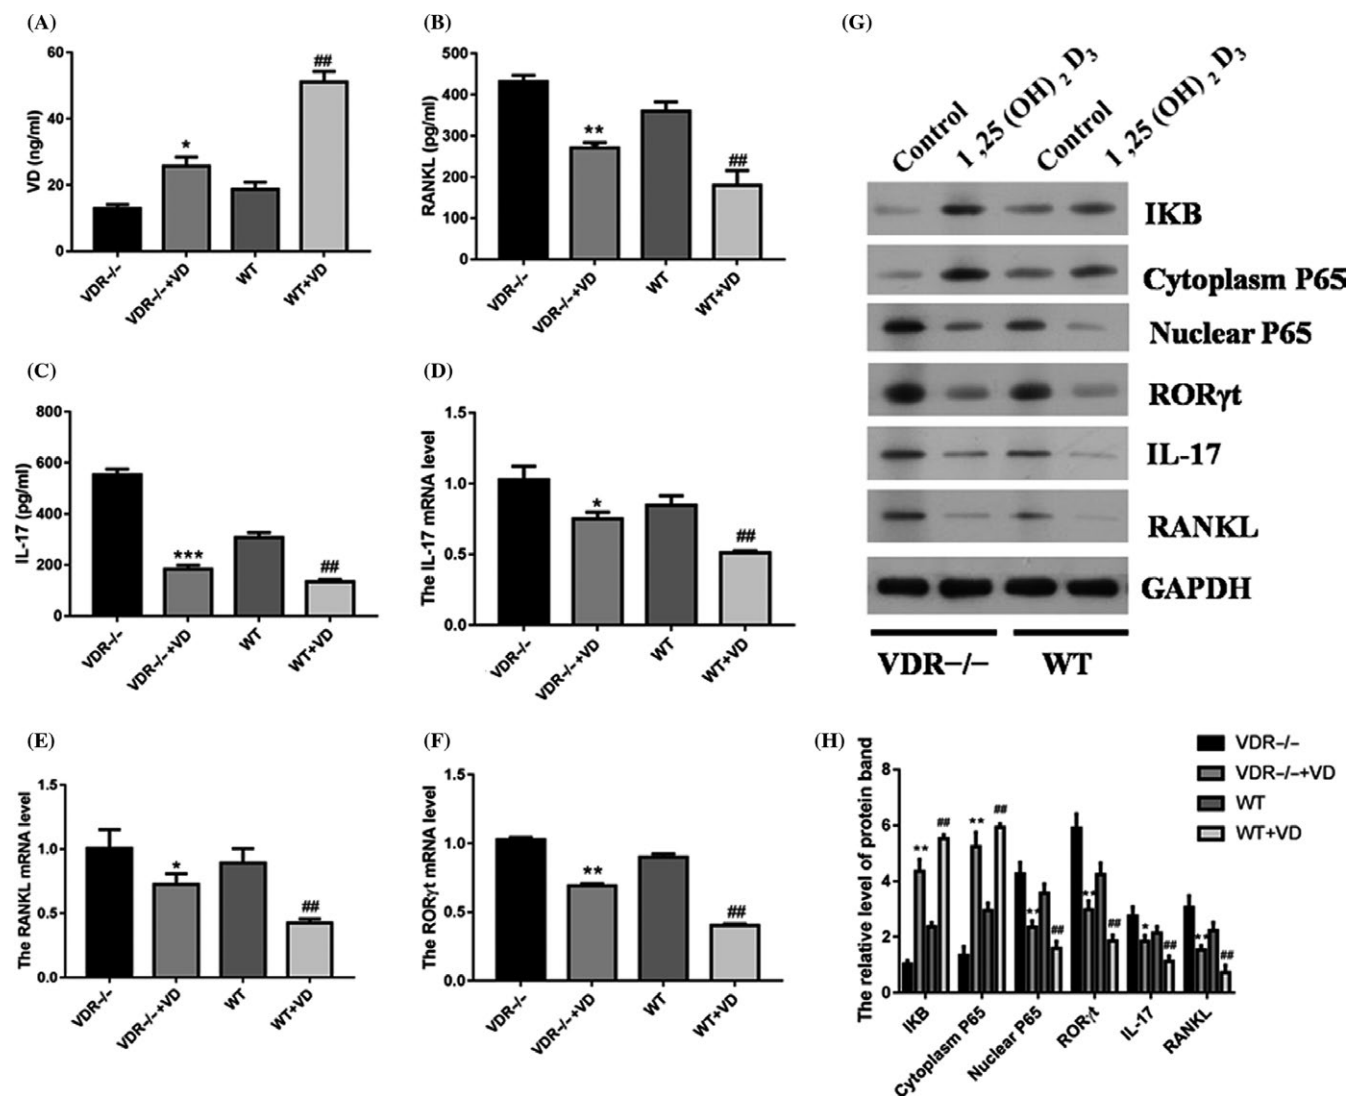 (A)
VD (ng/ml)
60
40
20
0
*
##
VDR−/−
VDR−/−+VD
WT
WT+VD
(B)
RANKL (pg/ml)
500
400
300
200
100
0
**
##
VDR−/−
VDR−/−+VD
WT
WT+VD
(C)
IL-17 (pg/ml)
800
600
400
200
0
***
##
VDR−/−
VDR−/−+VD
WT
WT+VD
(D)
The IL-17 mRNA level
1.5
1.0
0.5
0.0
*
##
VDR−/−
VDR−/−+VD
WT
WT+VD
(E)
The RANKL mRNA level
1.5
1.0
0.5
0.0
*
##
VDR−/−
VDR−/−+VD
WT
WT+VD
(F)
The RORγt mRNA level
1.5
1.0
0.5
0.0
**
##
VDR−/−
VDR−/−+VD
WT
WT+VD
(G)
Control
1,25 (OH) 2 D3
Control
1,25 (OH) 2 D3
IKB
Cytoplasm P65
Nuclear P65
RORγt
IL-17
RANKL
GAPDH
VDR−/−
WT
(H)
The relative level of protein band
8
6
4
2
0
VDR−/−
VDR−/−+VD
WT
WT+VD
**
##
**
##
**
##
**
##
*
##
**
##
IKB
Cytoplasm P65
Nuclear P65
RORγt
IL-17
RANKL